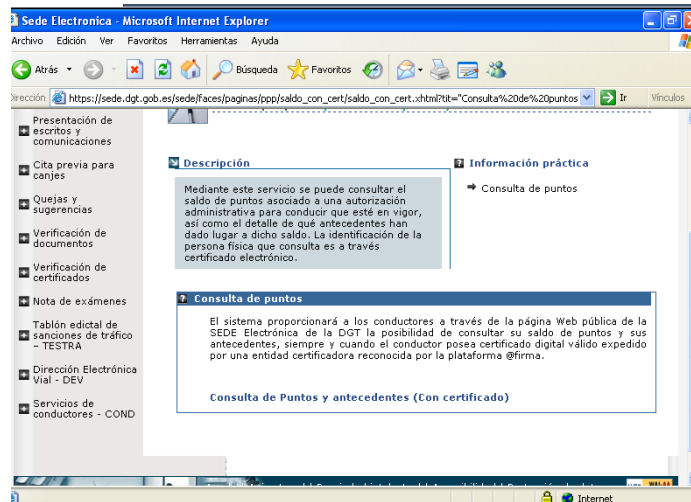 Sede Electronica - Microsoft Internet Explorer
Archivo Edición Ver Favoritos Herramientas Ayuda
Atrás Búsqueda Favoritos
Dirección https://sede.dgt.gob.es/sede/faces/paginas/ppp/saldo_con_cert/saldo_con_cert.xhtml?tit="Consulta%20de%20puntos Ir Vínculos
Presentación de
escritos y
comunicaciones
Cita previa para
canjes
Quejas y
sugerencias
Verificación de
documentos
Verificación de
certificados
Nota de exámenes
Tablón edictal de
sanciones de tráfico
- TESTRA
Dirección Electrónica
Vial - DEV
Servicios de
conductores - COND
Descripción
Mediante este servicio se puede consultar el
saldo de puntos asociado a una autorización
administrativa para conducir que esté en vigor,
así como el detalle de qué antecedentes han
dado lugar a dicho saldo. La identificación de la
persona física que consulta es a través
certificado electrónico.
Información práctica
Consulta de puntos
Consulta de puntos
El sistema proporcionará a los conductores a través de la página Web pública de la
SEDE Electrónica de la DGT la posibilidad de consultar su saldo de puntos y sus
antecedentes, siempre y cuando el conductor posea certificado digital válido expedido
por una entidad certificadora reconocida por la plataforma @firma.
Consulta de Puntos y antecedentes (Con certificado)
Internet